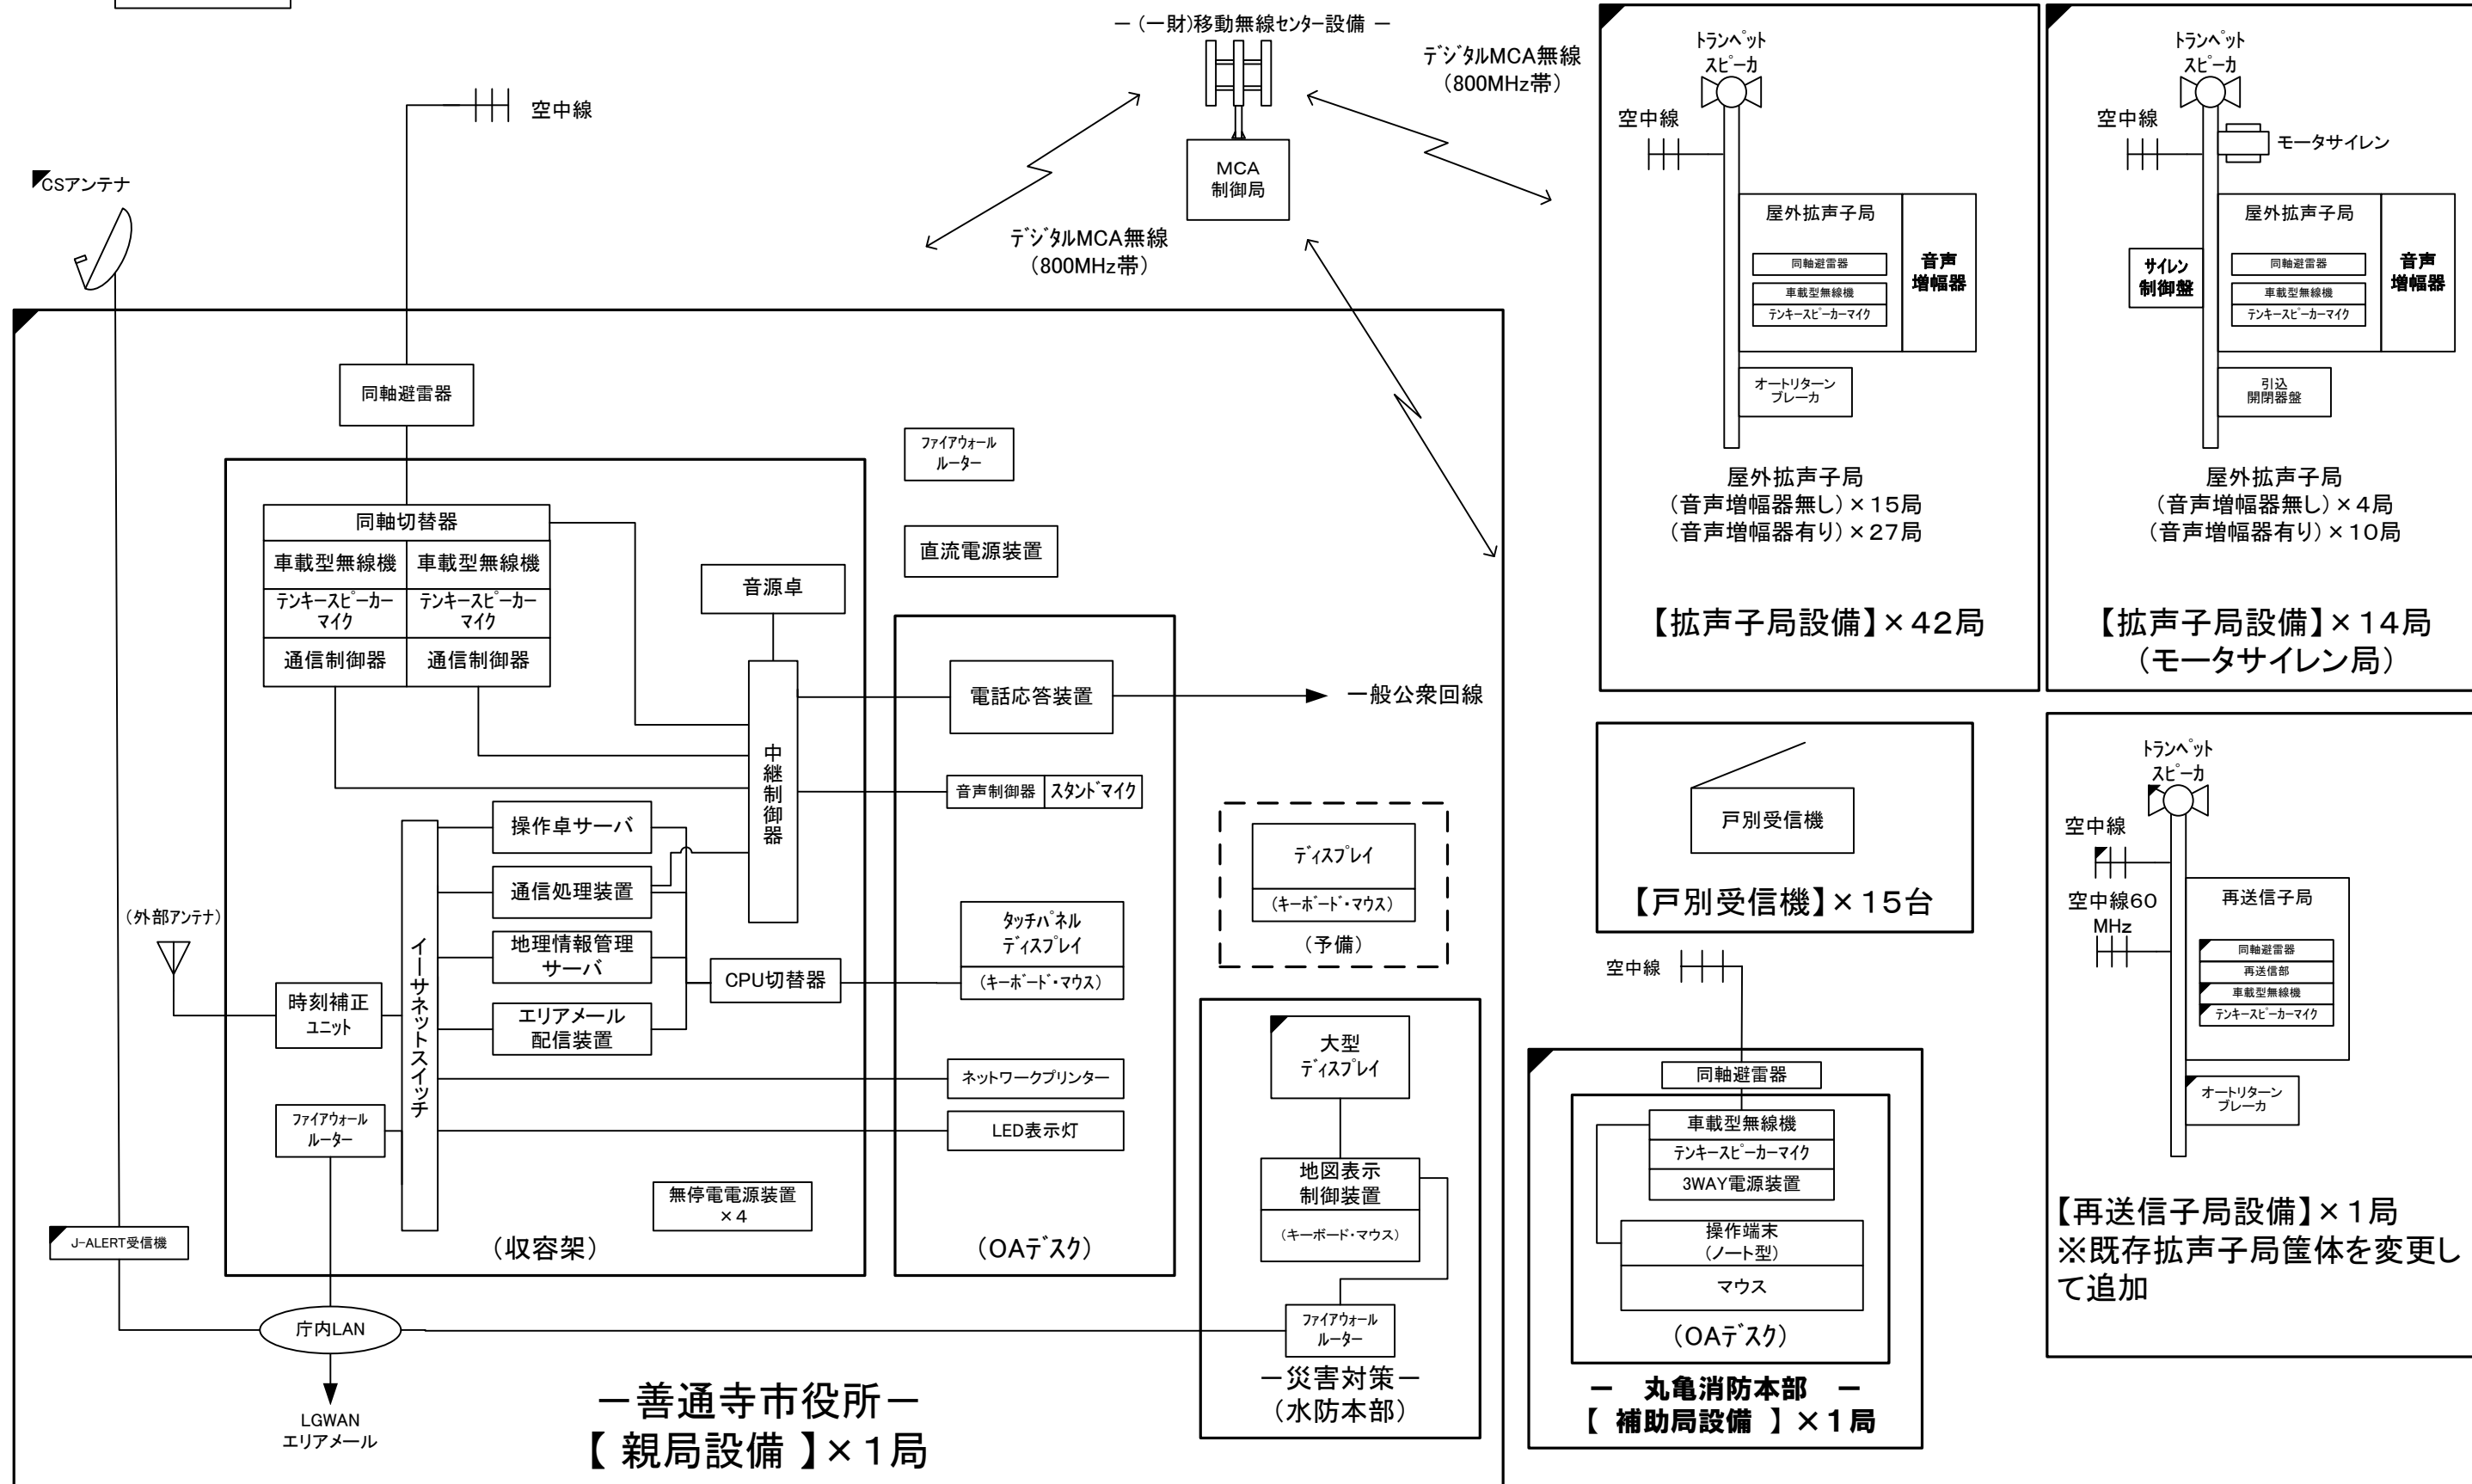 －（一財）移動無線ｾﾝﾀｰ設備 －
ﾃﾞｼﾞﾀﾙMCA無線
（800MHz帯）
MCA
制御局
ﾃﾞｼﾞﾀﾙMCA無線
（800MHz帯）
空中線
CSアンテナ
同軸避雷器
ﾌｧｲｱｳｫｰﾙ
ﾙｰﾀｰ
直流電源装置
同軸切替器
車載型無線機
車載型無線機
ﾃﾝｷｰｽﾋﾟｰｶｰ
ﾏｲｸ
ﾃﾝｷｰｽﾋﾟｰｶｰ
ﾏｲｸ
通信制御器
通信制御器
音源卓
中継制御器
電話応答装置
一般公衆回線
音声制御器
ｽﾀﾝﾄﾞﾏｲｸ
操作卓サーバ
通信処理装置
地理情報管理
サーバ
エリアメール
配信装置
イーサネットスイッチ
CPU切替器
ﾀｯﾁﾊﾟﾈﾙ
ﾃﾞｨｽﾌﾟﾚｲ
（ｷｰﾎﾞｰﾄﾞ・ﾏｳｽ）
ﾃﾞｨｽﾌﾟﾚｲ
（ｷｰﾎﾞｰﾄﾞ・ﾏｳｽ）
（予備）
（外部ｱﾝﾃﾅ）
時刻補正
ﾕﾆｯﾄ
ﾌｧｲｱｳｫｰﾙ
ﾙｰﾀｰ
ﾈｯﾄﾜｰｸﾌﾟﾘﾝﾀｰ
LED表示灯
無停電電源装置
×4
（収容架）
（OAﾃﾞｽｸ）
J-ALERT受信機
庁内LAN
LGWAN
エリアメール
大型
ﾃﾞｨｽﾌﾟﾚｲ
地図表示
制御装置
（ｷｰﾎﾞｰﾄﾞ・ﾏｳｽ）
ﾌｧｲｱｳｫｰﾙ
ﾙｰﾀｰ
－災害対策－
（水防本部）
－善通寺市役所－
【 親局設備 】×１局
ﾄﾗﾝﾍﾟｯﾄ
ｽﾋﾟｰｶ
空中線
屋外拡声子局
同軸避雷器
車載型無線機
ﾃﾝｷｰｽﾋﾟｰｶｰﾏｲｸ
音声
増幅器
ｵｰﾄﾘﾀｰﾝ
ﾌﾞﾚｰｶ
屋外拡声子局
（音声増幅器無し）×１５局
（音声増幅器有り）×２７局
【拡声子局設備】×４２局
ﾄﾗﾝﾍﾟｯﾄ
ｽﾋﾟｰｶ
空中線
モータサイレン
屋外拡声子局
ｻｲﾚﾝ
制御盤
同軸避雷器
車載型無線機
ﾃﾝｷｰｽﾋﾟｰｶｰﾏｲｸ
音声
増幅器
引込
開閉器盤
屋外拡声子局
（音声増幅器無し）×４局
（音声増幅器有り）×１０局
【拡声子局設備】×１４局
（モータサイレン局）
戸別受信機
【戸別受信機】×１５台
空中線
同軸避雷器
車載型無線機
ﾃﾝｷｰｽﾋﾟｰｶｰﾏｲｸ
3WAY電源装置
操作端末
（ノート型）
マウス
（OAﾃﾞｽｸ）
－ 丸亀消防本部 －
【 補助局設備 】×１局
ﾄﾗﾝﾍﾟｯﾄ
ｽﾋﾟｰｶ
空中線
空中線60
MHz
再送信子局
同軸避雷器
再送信部
車載型無線機
ﾃﾝｷｰｽﾋﾟｰｶｰﾏｲｸ
ｵｰﾄﾘﾀｰﾝ
ﾌﾞﾚｰｶ
【再送信子局設備】×１局
※既存拡声子局筐体を変更し
て追加